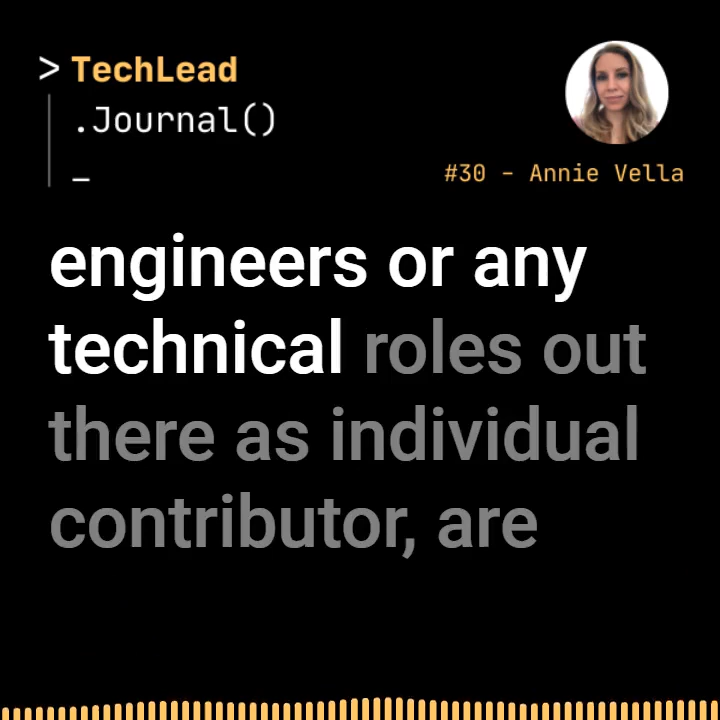 > TechLead
.Journal()
_
#30 - Annie Vella
engineers or any
technical roles out
there as individual
contributor, are